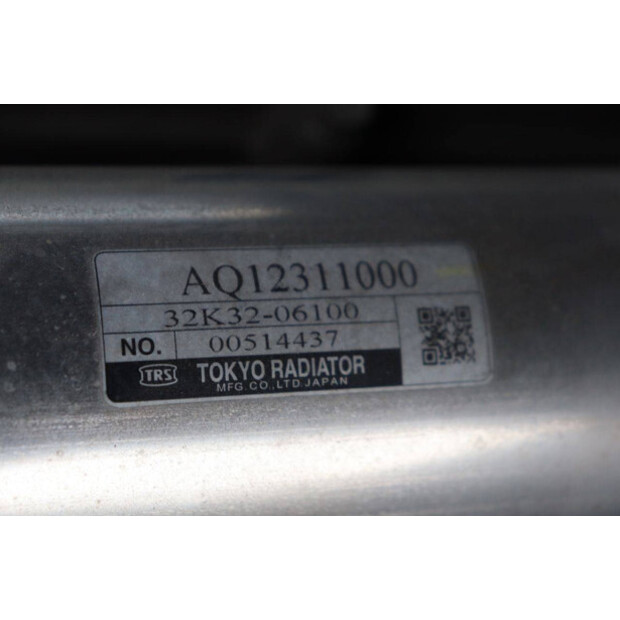 AQ12311000
32K32-06100
NO. 00514437
TRS TOKYO RADIATOR
MFG.CO.,LTD.JAPAN